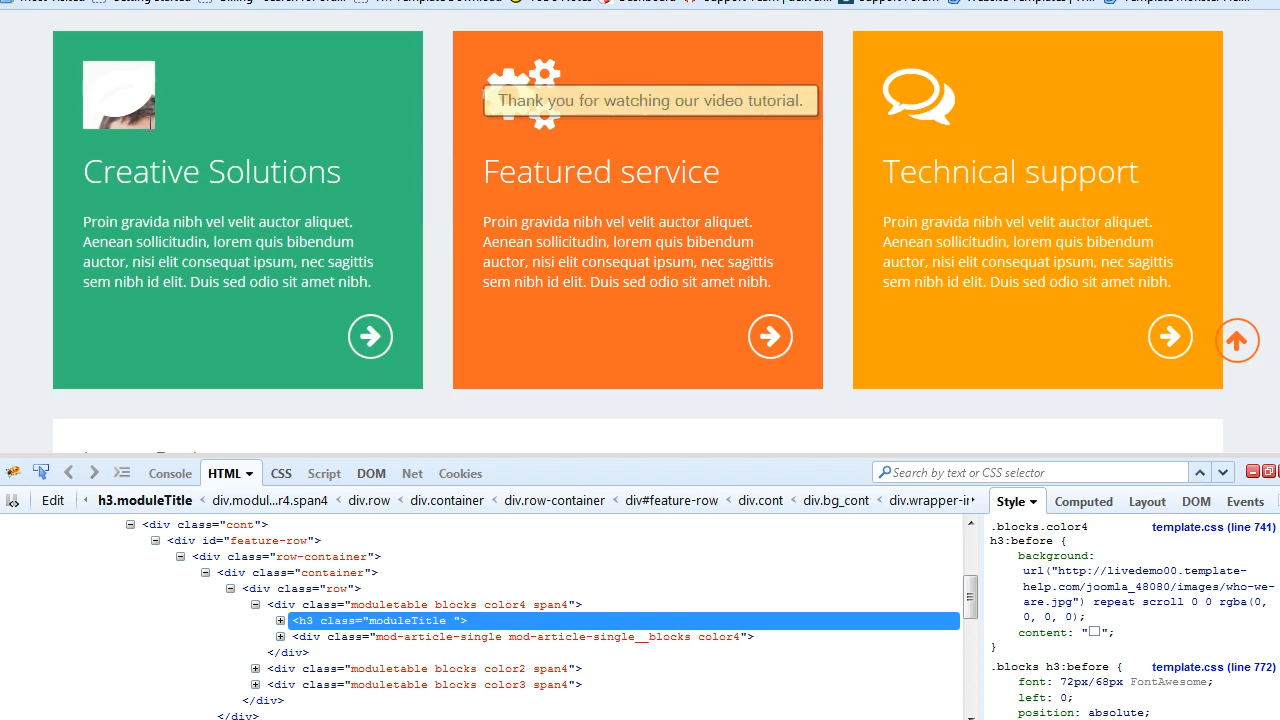 Thank you for watching our video tutorial.
Creative Solutions
Featured service
Technical support
Proin gravida nibh vel velit auctor aliquet.
Aenean sollicitudin, lorem quis bibendum
auctor, nisi elit consequat ipsum, nec sagittis
sem nibh id elit. Duis sed odio sit amet nibh.
Proin gravida nibh vel velit auctor aliquet.
Aenean sollicitudin, lorem quis bibendum
auctor, nisi elit consequat ipsum, nec sagittis
sem nibh id elit. Duis sed odio sit amet nibh.
Proin gravida nibh vel velit auctor aliquet.
Aenean sollicitudin, lorem quis bibendum
auctor, nisi elit consequat ipsum, nec sagittis
sem nibh id elit. Duis sed odio sit amet nibh.
Console HTML CSS Script DOM Net Cookies
Search by text or CSS selector
Edit h3.moduleTitle < div.modul...r4.span4 < div.row < div.container < div.row-container < div#feature-row < div.cont < div.bg_cont < div.wrapper-i
Style Computed Layout DOM Events
<div class="cont">
<div id="feature-row">
<div class="row-container">
<div class="container">
<div class="row">
<div class="moduletable blocks color4 span4">
<h3 class="moduleTitle ">
<div class="mod-article-single mod-article-single__blocks color4">
</div>
<div class="moduletable blocks color2 span4">
<div class="moduletable blocks color3 span4">
</div>
</div>
.blocks.color4 template.css (line 741)
h3:before {
background:
url("http://livedemo00.template-
help.com/joomla_48080/images/who-we-
are.jpg") repeat scroll 0 0 rgba(0,
0, 0, 0);
content: "";
}
.blocks h3:before { template.css (line 772)
font: 72px/68px FontAwesome;
left: 0;
position: absolute;